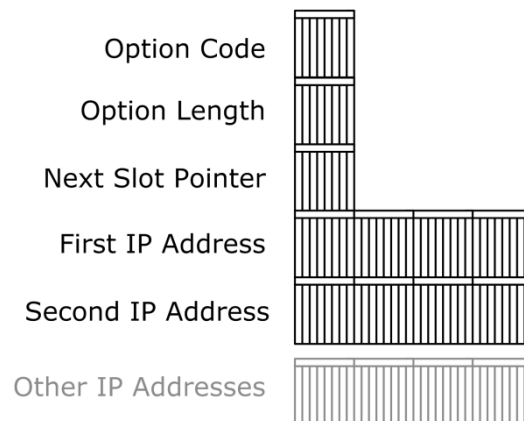 Option Code
Option Length
Next Slot Pointer
First IP Address
Second IP Address
Other IP Addresses